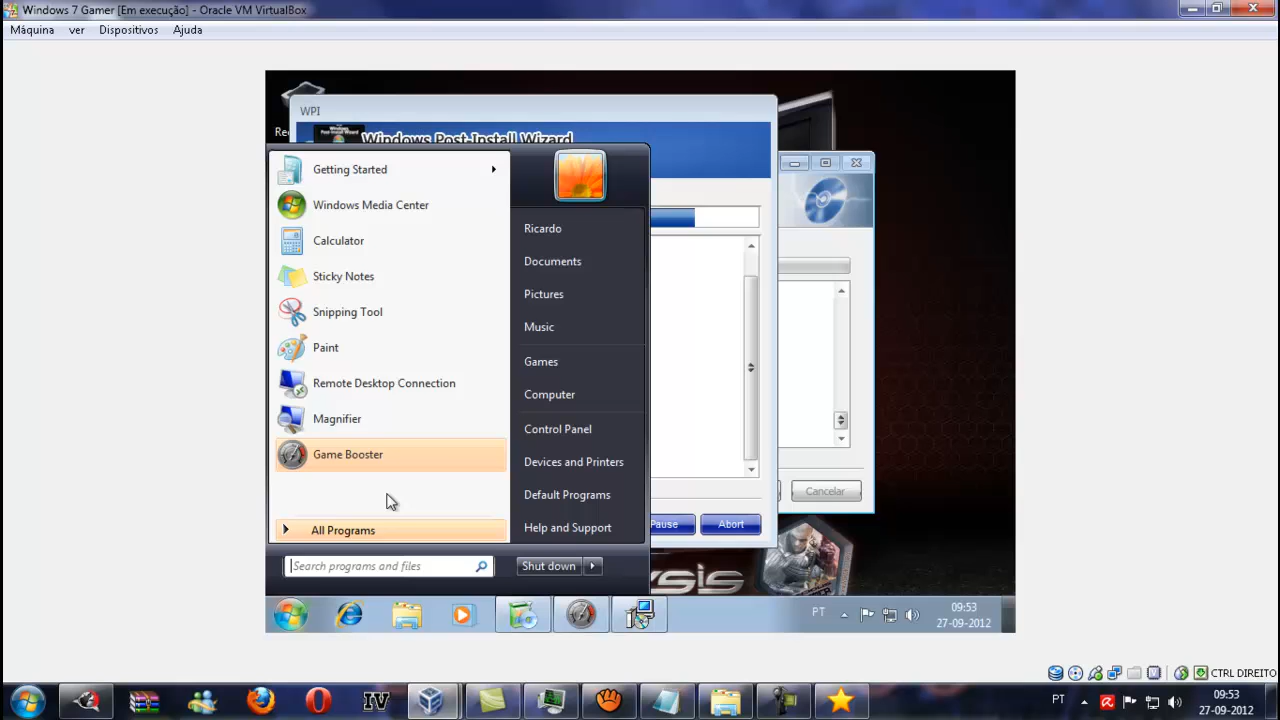 Windows 7 Gamer [Em execução] - Oracle VM VirtualBox
Máquina ver Dispositivos Ajuda
WPI
Windows Post-Install Wizard
Getting Started
Windows Media Center
Calculator
Sticky Notes
Snipping Tool
Paint
Remote Desktop Connection
Magnifier
Game Booster
All Programs
Search programs and files
Ricardo
Documents
Pictures
Music
Games
Computer
Control Panel
Devices and Printers
Default Programs
Help and Support
Shut down
Pause Abort
Cancelar
PT
09:53
27-09-2012
CTRL DIREITO
IV
PT
09:53
27-09-2012